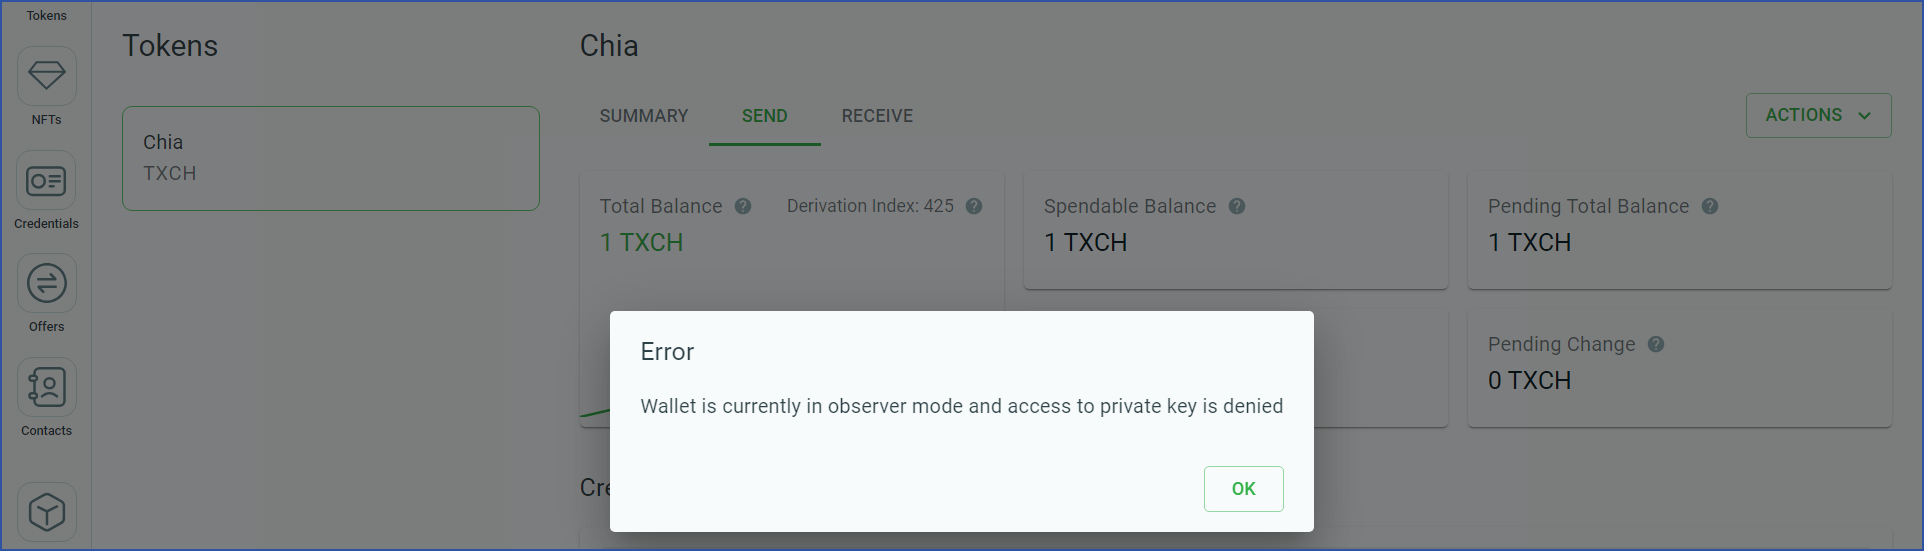 Tokens
NFTs
Credentials
Offers
Contacts
Tokens
Chia
TXCH
Chia
SUMMARY
SEND
RECEIVE
ACTIONS
Total Balance
Derivation Index: 425
1 TXCH
Spendable Balance
1 TXCH
Pending Total Balance
1 TXCH
Pending Change
0 TXCH
Error
Wallet is currently in observer mode and access to private key is denied
OK